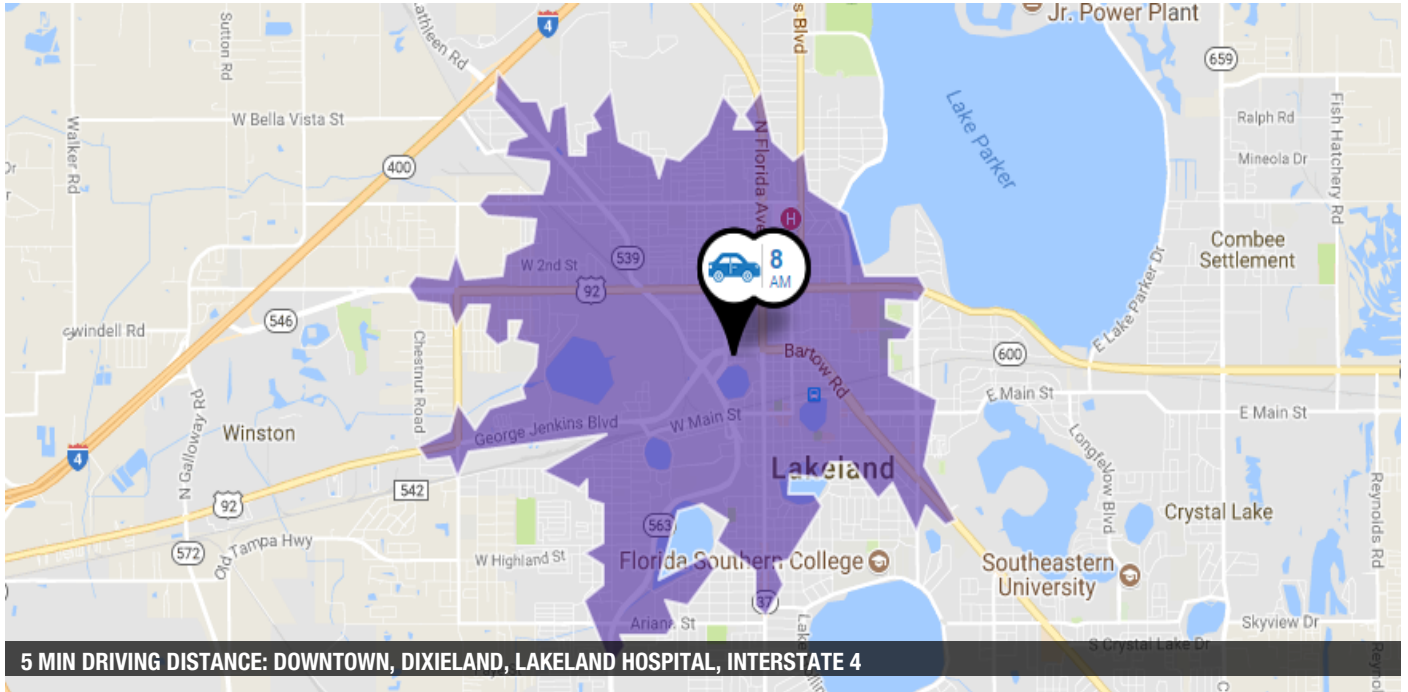 Jr. Power Plant
4
Sutton Rd
Kathleen Rd
s Blvd
659
W Bella Vista St
Walker Rd
Lake Parker
Ralph Rd
Fish Hatchery Rd
400
N Florida Ave
Mineola Dr
H
Combee
Settlement
539
8
AM
W 2nd St
92
E Lake Parker Dr
546
Swindell Rd
Chestnut Road
Bartow Rd
600
E Main St
E Main St
George Jenkins Blvd
W Main St
Winston
N Galloway Rd
4
Lakeland
Longfellow Blvd
542
92
Reynolds Rd
Crystal Lake
563
572
Old Tampa Hwy
W Highland St
Florida Southern College
Southeastern
University
37
Ariana St
Skyview Dr
S Crystal Lake Dr
5 MIN DRIVING DISTANCE: DOWNTOWN, DIXIELAND, LAKELAND HOSPITAL, INTERSTATE 4